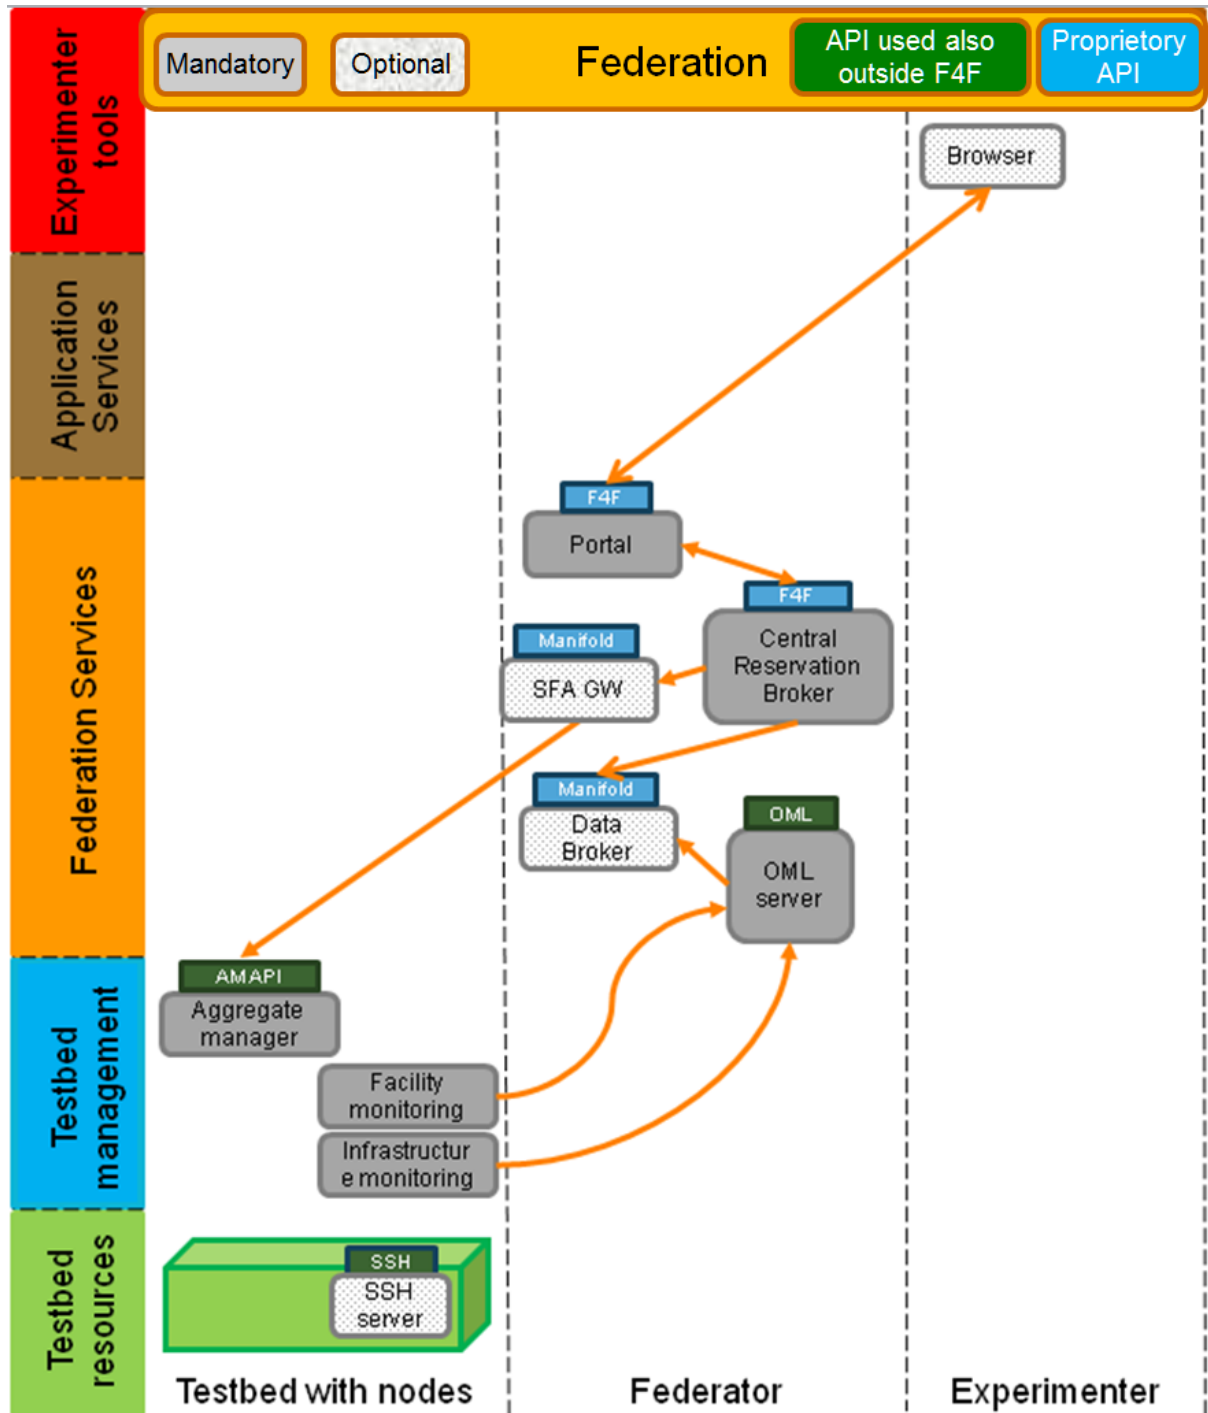 Mandatory
Optional
Federation
API used also
outside F4F
Proprietory
API
Experimenter
tools
Browser
Application
Services
Federation Services
F4F
Portal
F4F
Central
Reservation
Broker
Manifold
SFA GW
Manifold
Data
Broker
OML
OML
server
Testbed
management
AMAPI
Aggregate
manager
Facility
monitoring
Infrastructur
e monitoring
Testbed
resources
SSH
SSH
server
Testbed with nodes
Federator
Experimenter